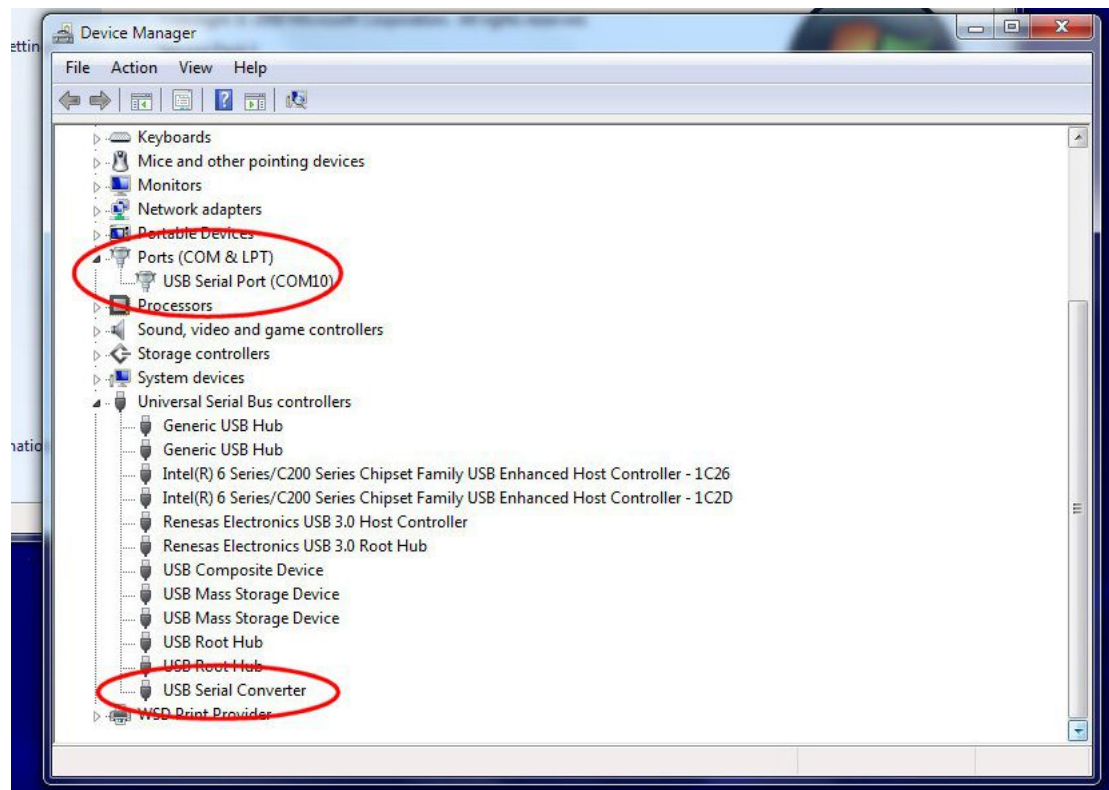 Device Manager
ettin
File Action View Help
Keyboards
Mice and other pointing devices
Monitors
Network adapters
Portable Devices
Ports (COM & LPT)
USB Serial Port (COM10)
Processors
Sound, video and game controllers
Storage controllers
System devices
Universal Serial Bus controllers
Generic USB Hub
natio
Generic USB Hub
Intel(R) 6 Series/C200 Series Chipset Family USB Enhanced Host Controller - 1C26
Intel(R) 6 Series/C200 Series Chipset Family USB Enhanced Host Controller - 1C2D
Renesas Electronics USB 3.0 Host Controller
Renesas Electronics USB 3.0 Root Hub
USB Composite Device
USB Mass Storage Device
USB Mass Storage Device
USB Root Hub
USB Root Hub
USB Serial Converter
WSD Print Provider